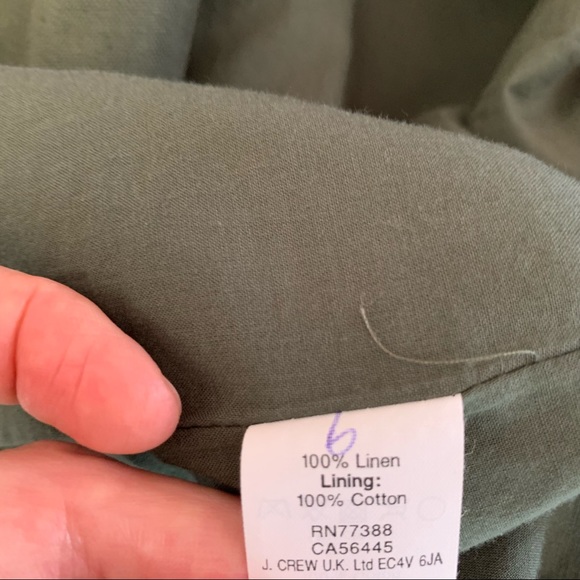 6
100% Linen
Lining:
100% Cotton
RN77388
CA56445
J. CREW U.K. Ltd EC4V 6JA